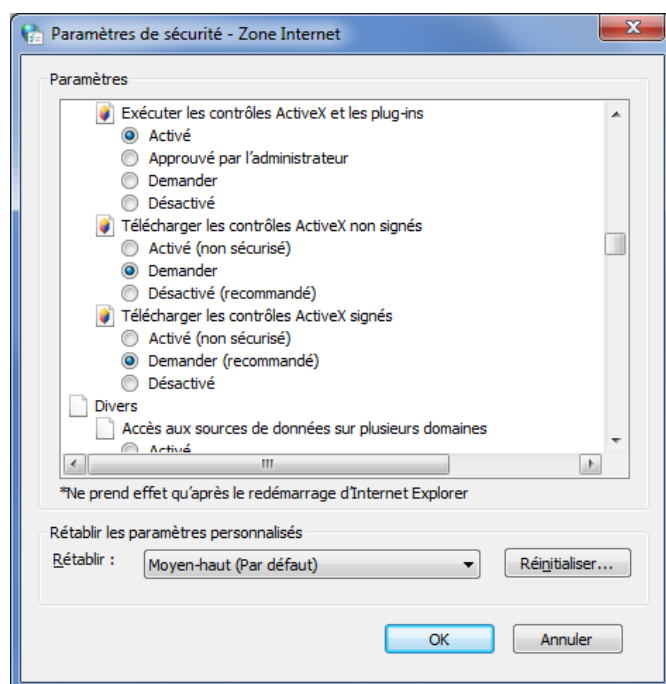 Paramètres de sécurité - Zone Internet
Paramètres
Exécuter les contrôles ActiveX et les plug-ins
Activé
Approuvé par l'administrateur
Demander
Désactivé
Télécharger les contrôles ActiveX non signés
Activé (non sécurisé)
Demander
Désactivé (recommandé)
Télécharger les contrôles ActiveX signés
Activé (non sécurisé)
Demander (recommandé)
Désactivé
Divers
Accès aux sources de données sur plusieurs domaines
Activé
*Ne prend effet qu'après le redémarrage d'Internet Explorer
Rétablir les paramètres personnalisés
Rétablir : Moyen-haut (Par défaut) Réinitialiser...
OK Annuler